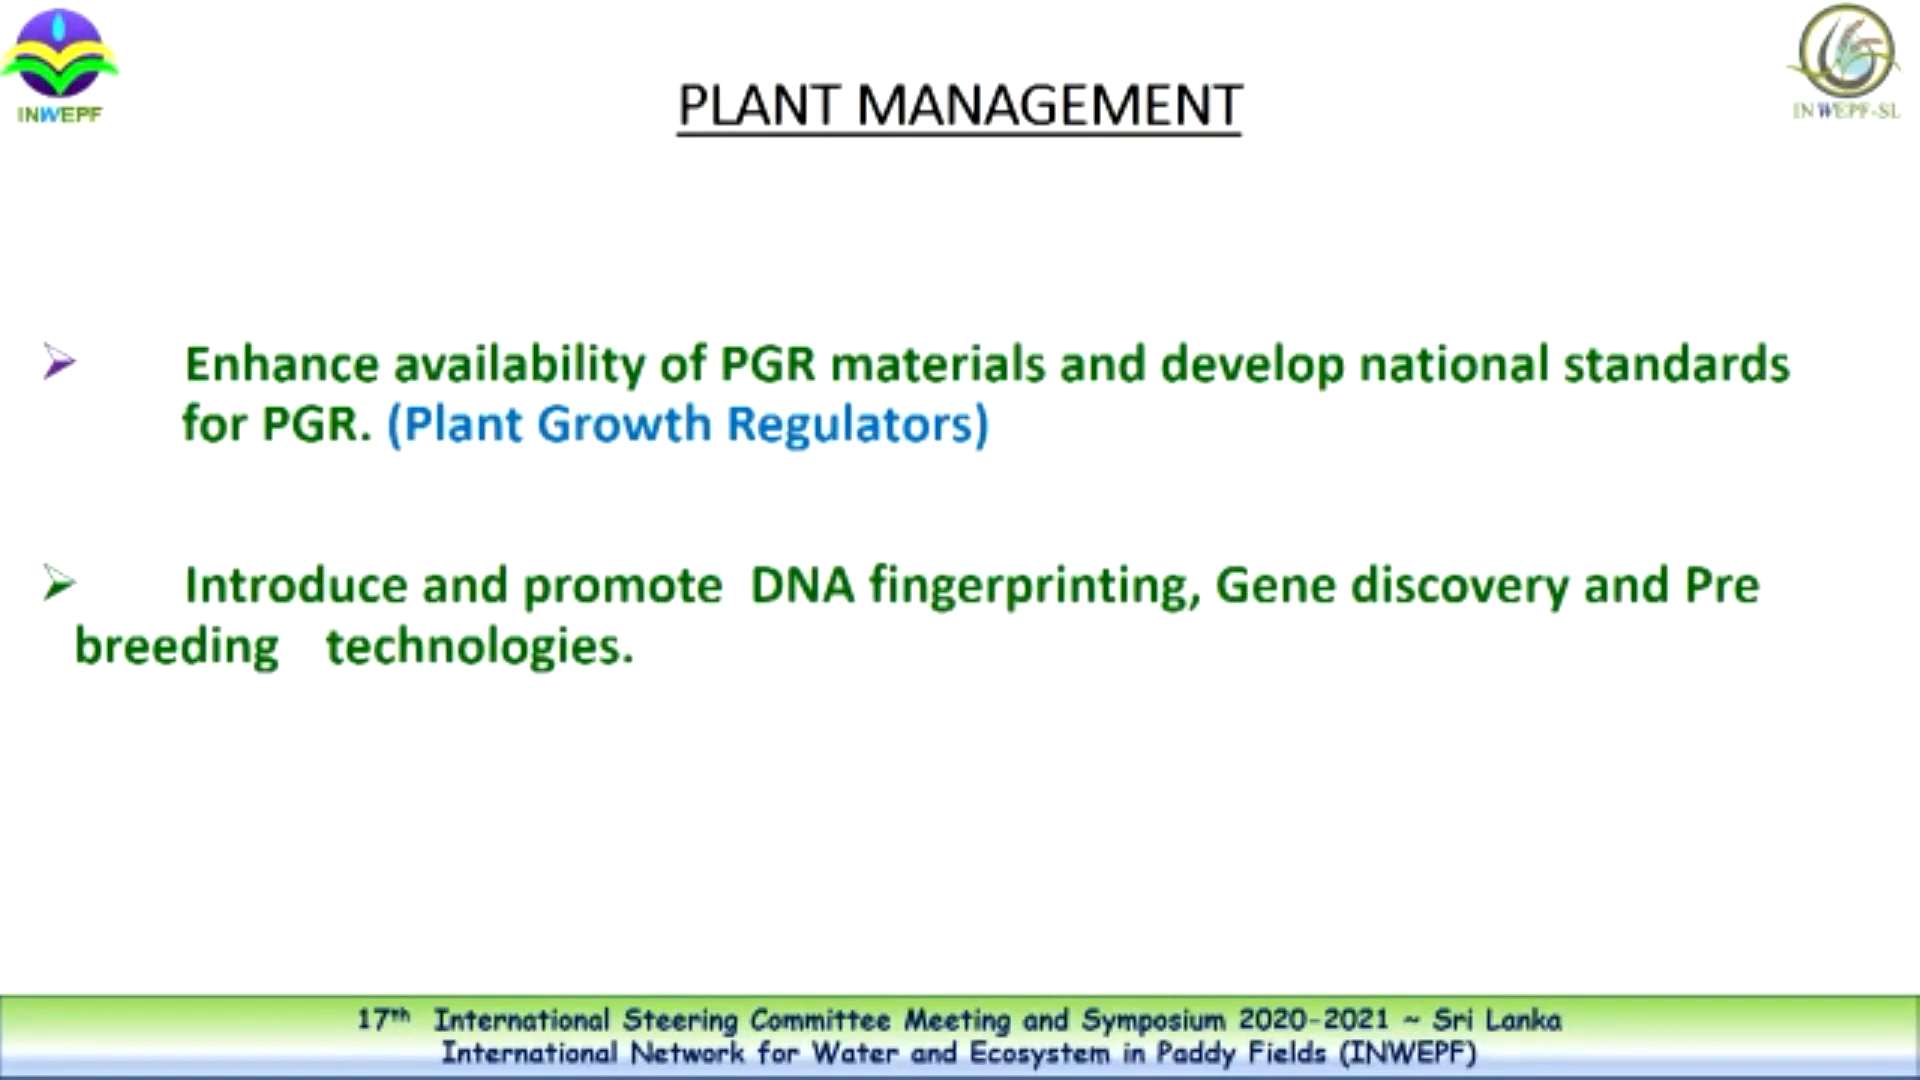 INWEPF
INWEPF-SL
PLANT MANAGEMENT
Enhance availability of PGR materials and develop national standards
for PGR. (Plant Growth Regulators)
Introduce and promote DNA fingerprinting, Gene discovery and Pre
breeding technologies.
17th International Steering Committee Meeting and Symposium 2020-2021 ~ Sri Lanka
International Network for Water and Ecosystem in Paddy Fields (INWEPF)